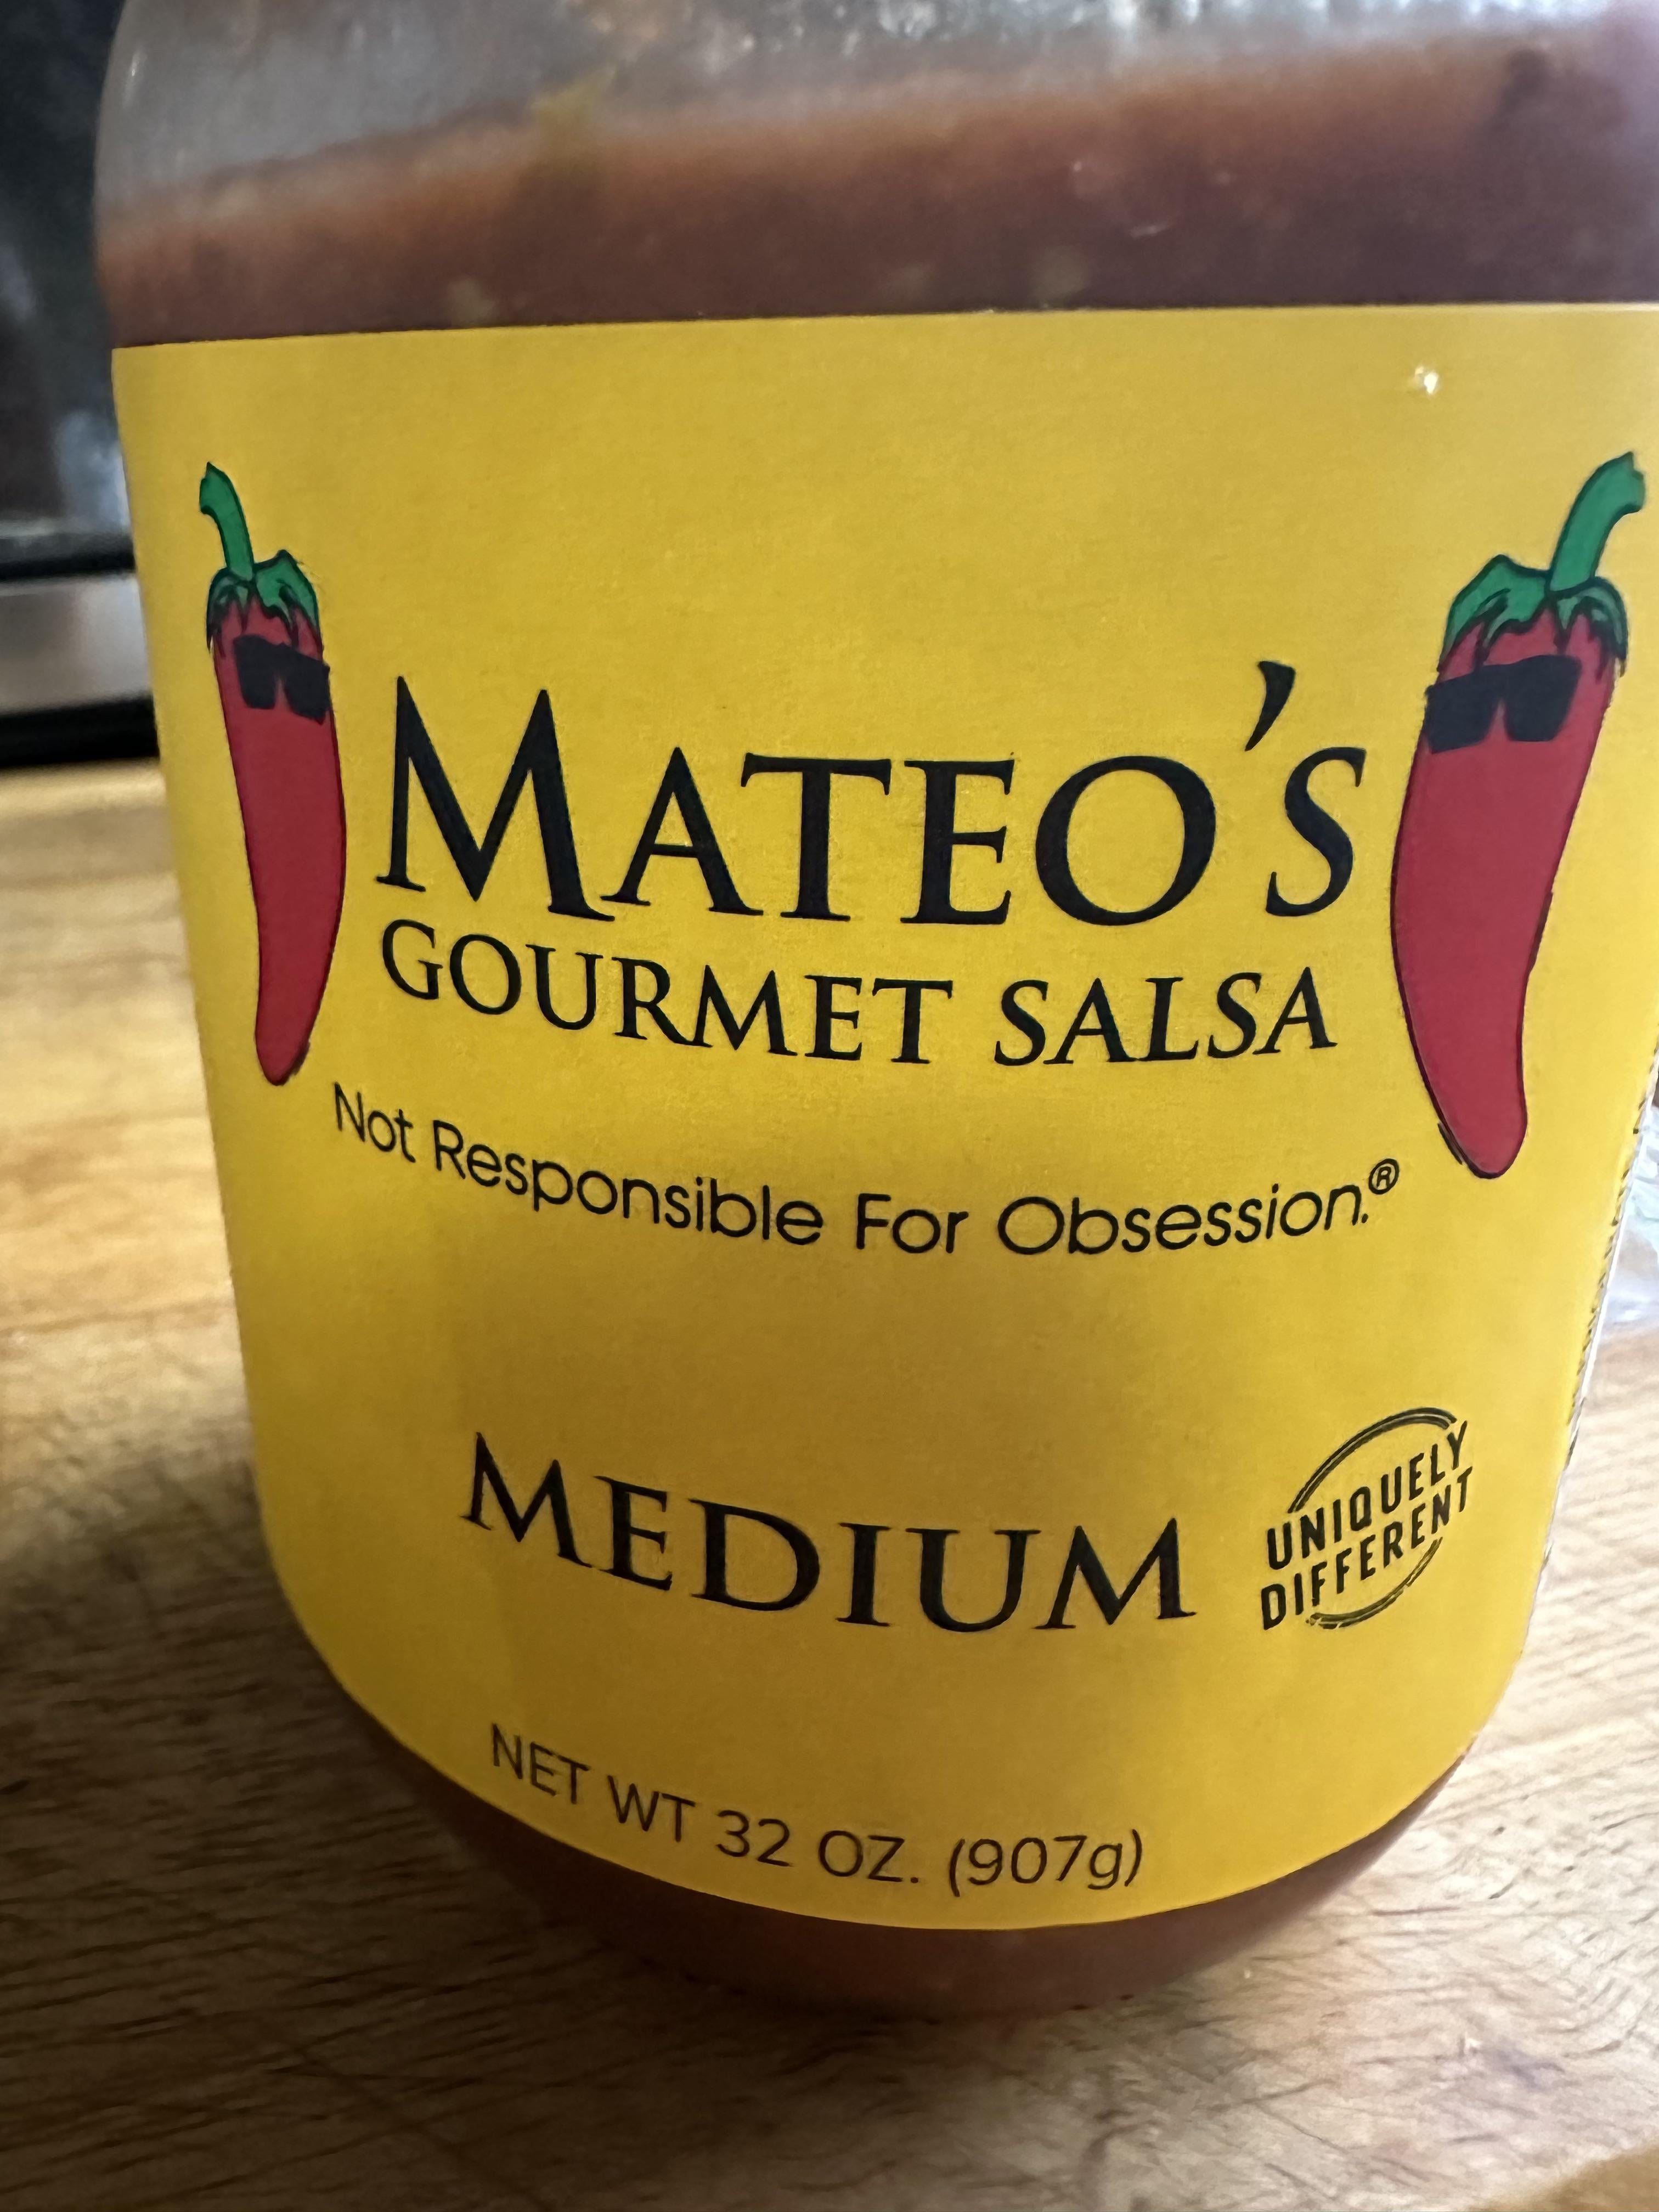 MATEO'S
GOURMET SALSA
Not Responsible For Obsession.®
MEDIUM
UNIQUELY
DIFFERENT
NET WT 32 OZ. (907g)